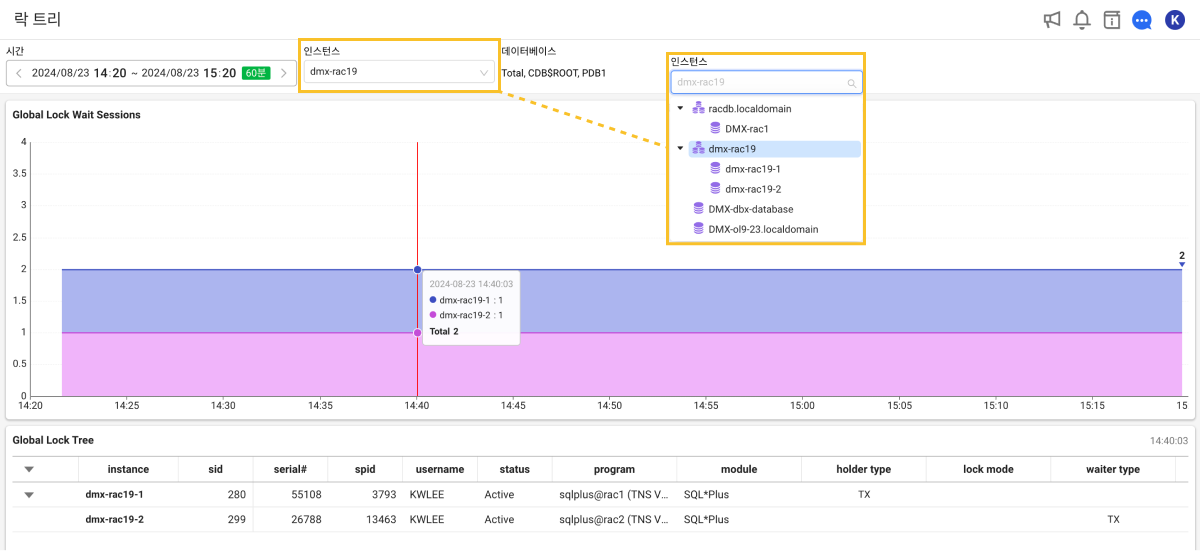 락 트리
K
시간
2024/08/23 14:20 ~ 2024/08/23 15:20 60분
인스턴스
dmx-rac19
데이터베이스
Total, CDB$ROOT, PDB1
인스턴스
dmx-rac19
racdb.localdomain
DMX-rac1
dmx-rac19
dmx-rac19-1
dmx-rac19-2
DMX-dbx-database
DMX-ol9-23.localdomain
Global Lock Wait Sessions
4
3.5
3
2.5
2
1.5
1
0.5
0
2
2024-08-23 14:40:03
dmx-rac19-1 : 1
dmx-rac19-2 : 1
Total 2
14:20 14:25 14:30 14:35 14:40 14:45 14:50 14:55 15:00 15:05 15:10 15:15 15
Global Lock Tree 14:40:03
instance sid serial# spid username status program module holder type lock mode waiter type
dmx-rac19-1 280 55108 3793 KWLEE Active sqlplus@rac1 (TNS V... SQL*Plus TX
dmx-rac19-2 299 26788 13463 KWLEE Active sqlplus@rac2 (TNS V... SQL*Plus TX